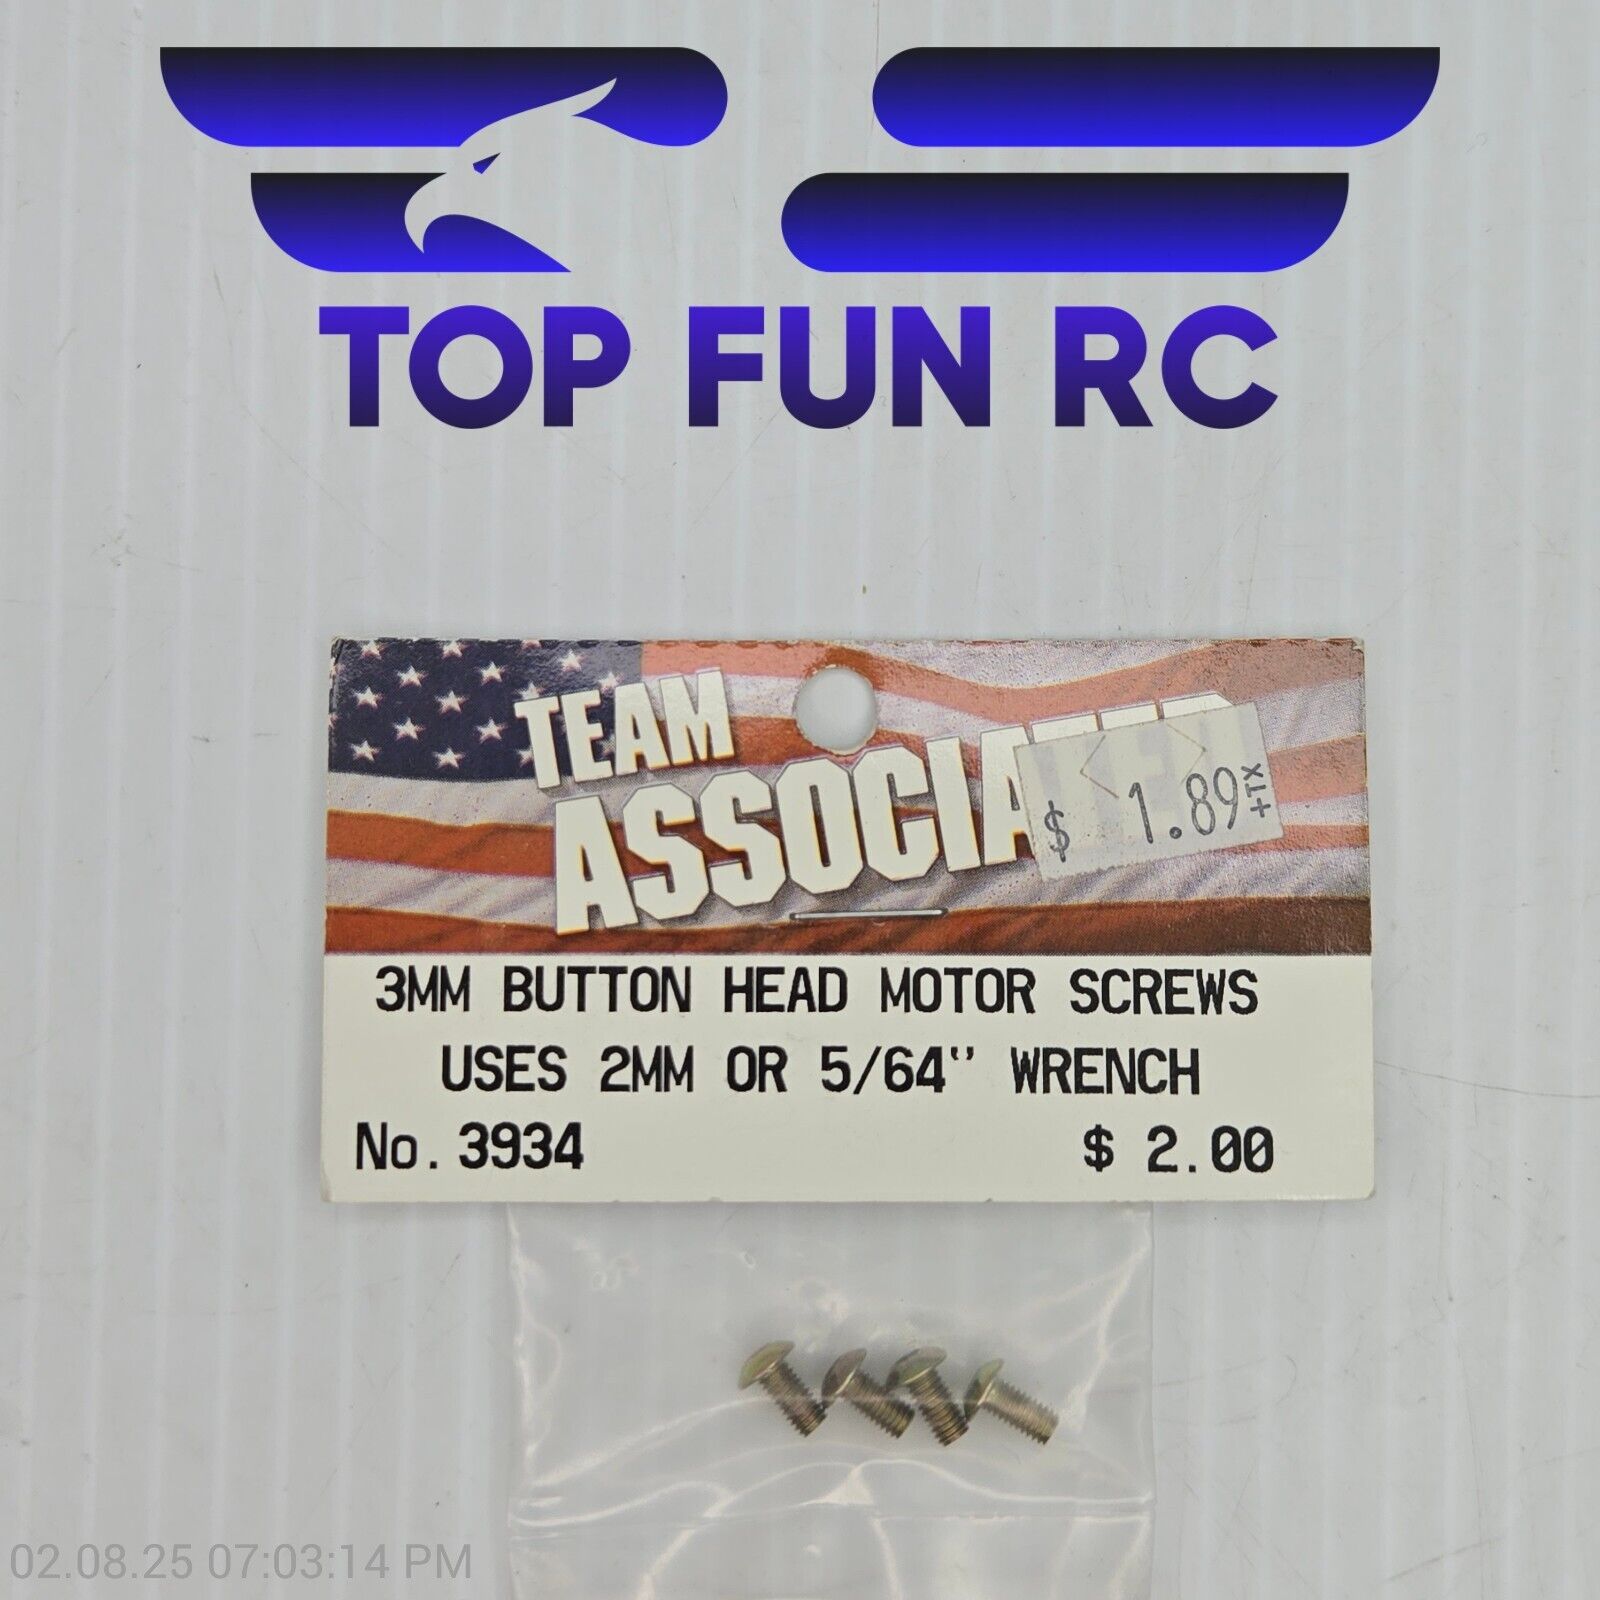 TOP FUN RC
TEAM
ASSOCIATED
$ 1.89+TX
3MM BUTTON HEAD MOTOR SCREWS
USES 2MM OR 5/64" WRENCH
No. 3934 $ 2.00
02.08.25 07:03:14 PM